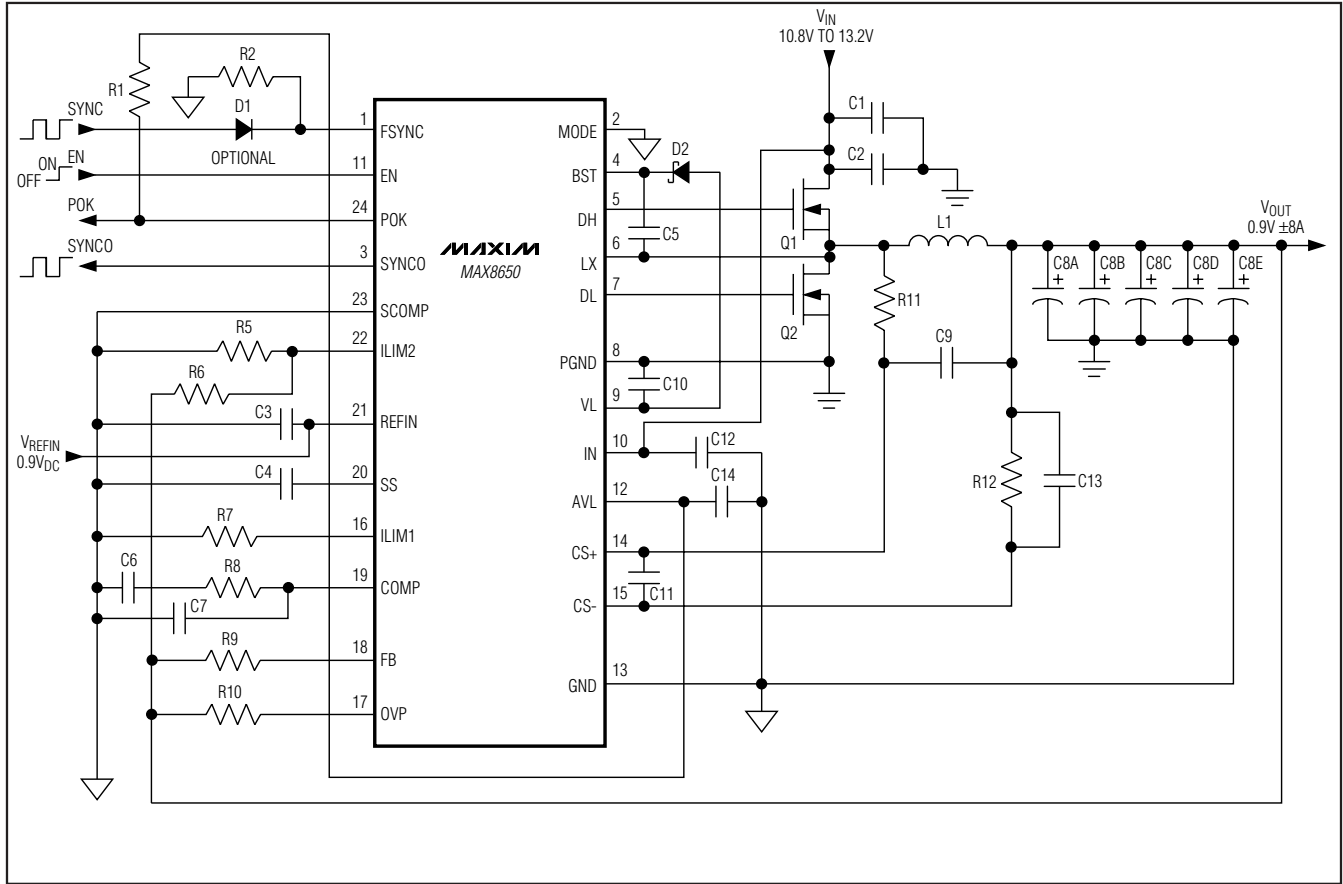 V_IN
10.8V TO 13.2V
R2
R1
SYNC
D1
OPTIONAL
1
FSYNC
ON
OFF
EN
11
EN
POK
24
POK
SYNCO
3
SYNCO
MAXIM
MAX8650
23
SCOMP
R5
22
ILIM2
R6
C3
21
REFIN
V_REFIN
0.9V_DC
C4
20
SS
R7
16
ILIM1
C6
R8
19
COMP
C7
R9
18
FB
R10
17
OVP
MODE
2
BST
4
D2
DH
5
C5
LX
6
DL
7
PGND
8
C10
VL
9
IN
10
C12
AVL
12
C14
CS+
14
C11
CS-
15
GND
13
C1
C2
Q1
Q2
L1
R11
C9
R12
C13
V_OUT
0.9V ±8A
C8A
+
C8B
+
C8C
+
C8D
+
C8E
+